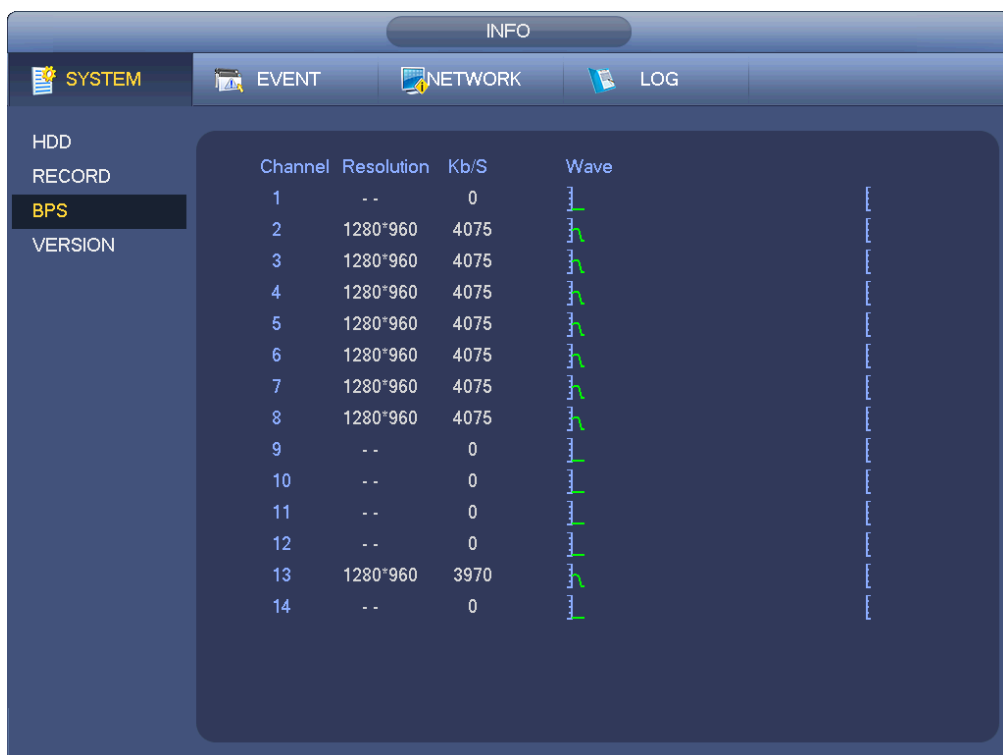 INFO
SYSTEM EVENT NETWORK LOG
HDD
RECORD
BPS
VERSION
Channel Resolution Kb/S Wave
1 - - 0
2 1280*960 4075
3 1280*960 4075
4 1280*960 4075
5 1280*960 4075
6 1280*960 4075
7 1280*960 4075
8 1280*960 4075
9 - - 0
10 - - 0
11 - - 0
12 - - 0
13 1280*960 3970
14 - - 0